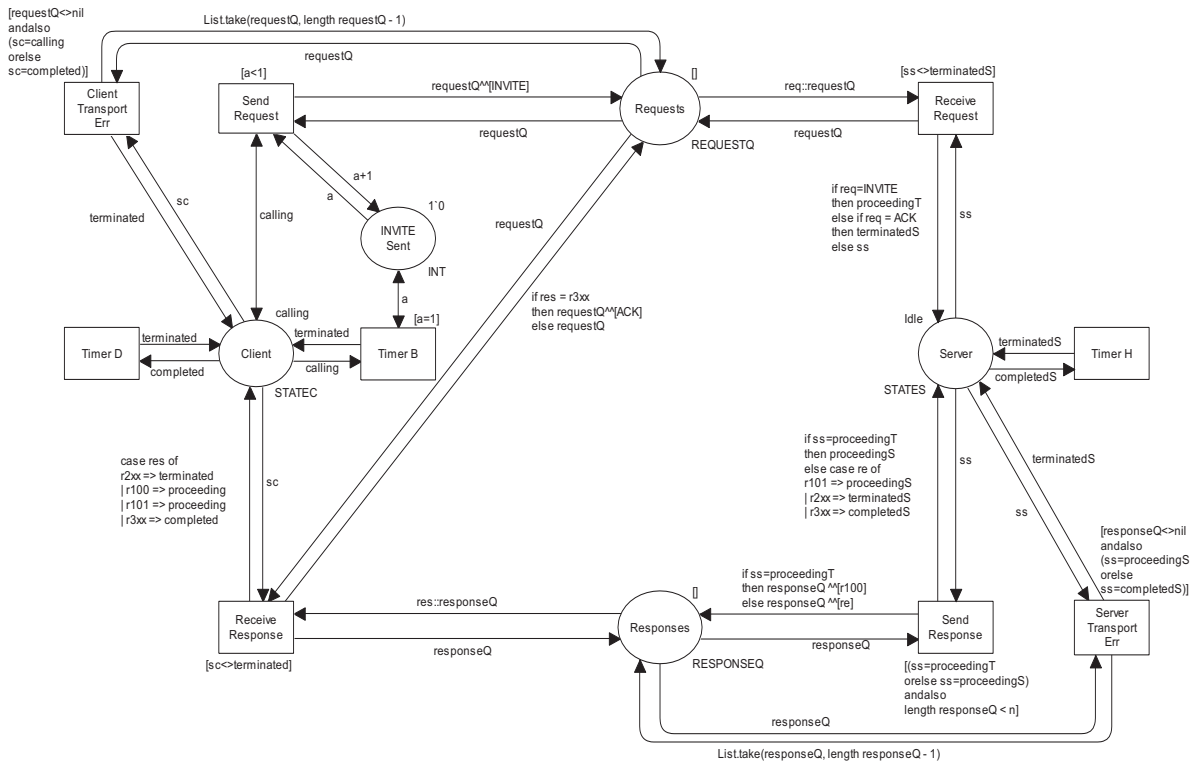 [requestQ<>nil
andalso
(sc=calling
orelse
sc=completed)]
List.take(requestQ, length requestQ - 1)
requestQ
Client
Transport
Err
[a<1]
Send
Request
requestQ^^[INVITE]
requestQ
[]
Requests
REQUESTQ
req::requestQ
requestQ
[ss<>terminatedS]
Receive
Request
a+1
a
calling
sc
terminated
1`0
INVITE
Sent
INT
a
requestQ
if res = r3xx
then requestQ^^[ACK]
else requestQ
if req=INVITE
then proceedingT
else if req = ACK
then terminatedS
else ss
ss
Timer D
terminated
completed
calling
Client
STATEC
terminated
calling
[a=1]
Timer B
Idle
Server
STATES
terminatedS
completedS
Timer H
case res of
r2xx => terminated
| r100 => proceeding
| r101 => proceeding
| r3xx => completed
sc
if ss=proceedingT
then proceedingS
else case re of
r101 => proceedingS
| r2xx => terminatedS
| r3xx => completedS
ss
terminatedS
ss
[responseQ<>nil
andalso
(ss=proceedingS
orelse
ss=completedS)]
Receive
Response
[sc<>terminated]
res::responseQ
responseQ
[]
Responses
RESPONSEQ
if ss=proceedingT
then responseQ ^^[r100]
else responseQ ^^[re]
responseQ
Send
Response
[(ss=proceedingT
orelse ss=proceedingS)
andalso
length responseQ < n]
Server
Transport
Err
responseQ
List.take(responseQ, length responseQ - 1)